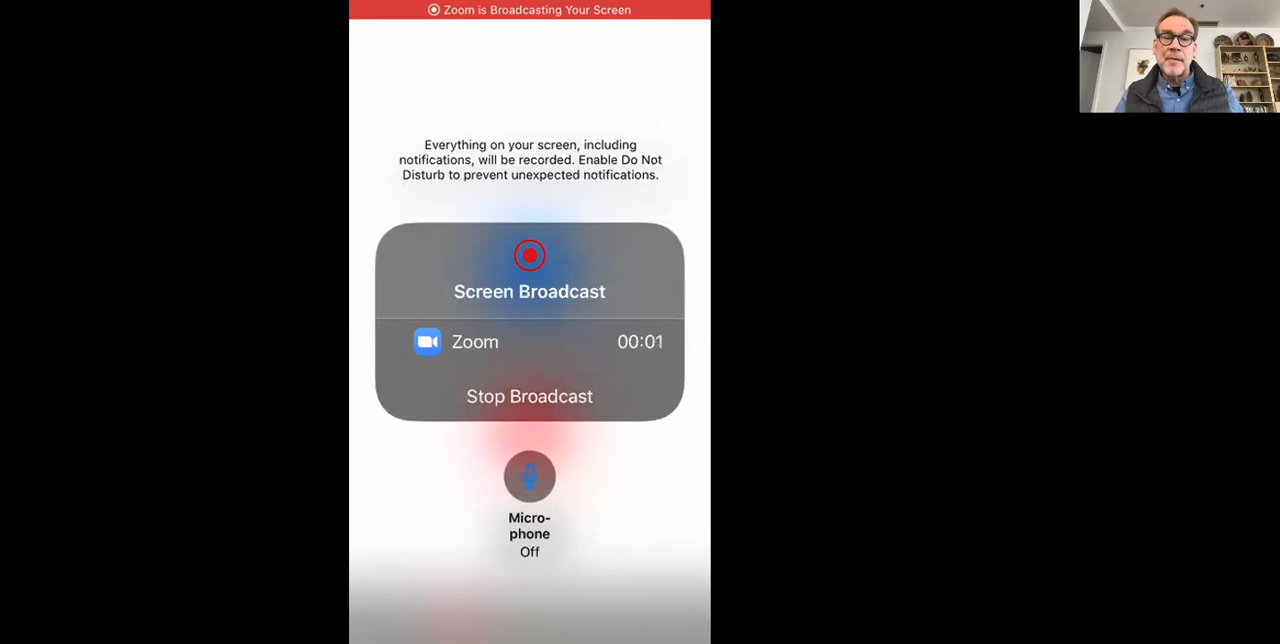 Zoom is Broadcasting Your Screen
Everything on your screen, including
notifications, will be recorded. Enable Do Not
Disturb to prevent unexpected notifications.
Screen Broadcast
Zoom 00:01
Stop Broadcast
Micro-
phone
Off